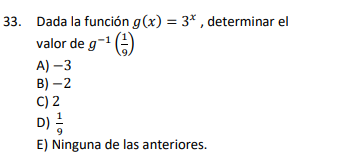 33. Dada la función g(x) = 3ˣ , determinar el
valor de g⁻¹ (1/9)
A) −3
B) −2
C) 2
D) 1/9
E) Ninguna de las anteriores.